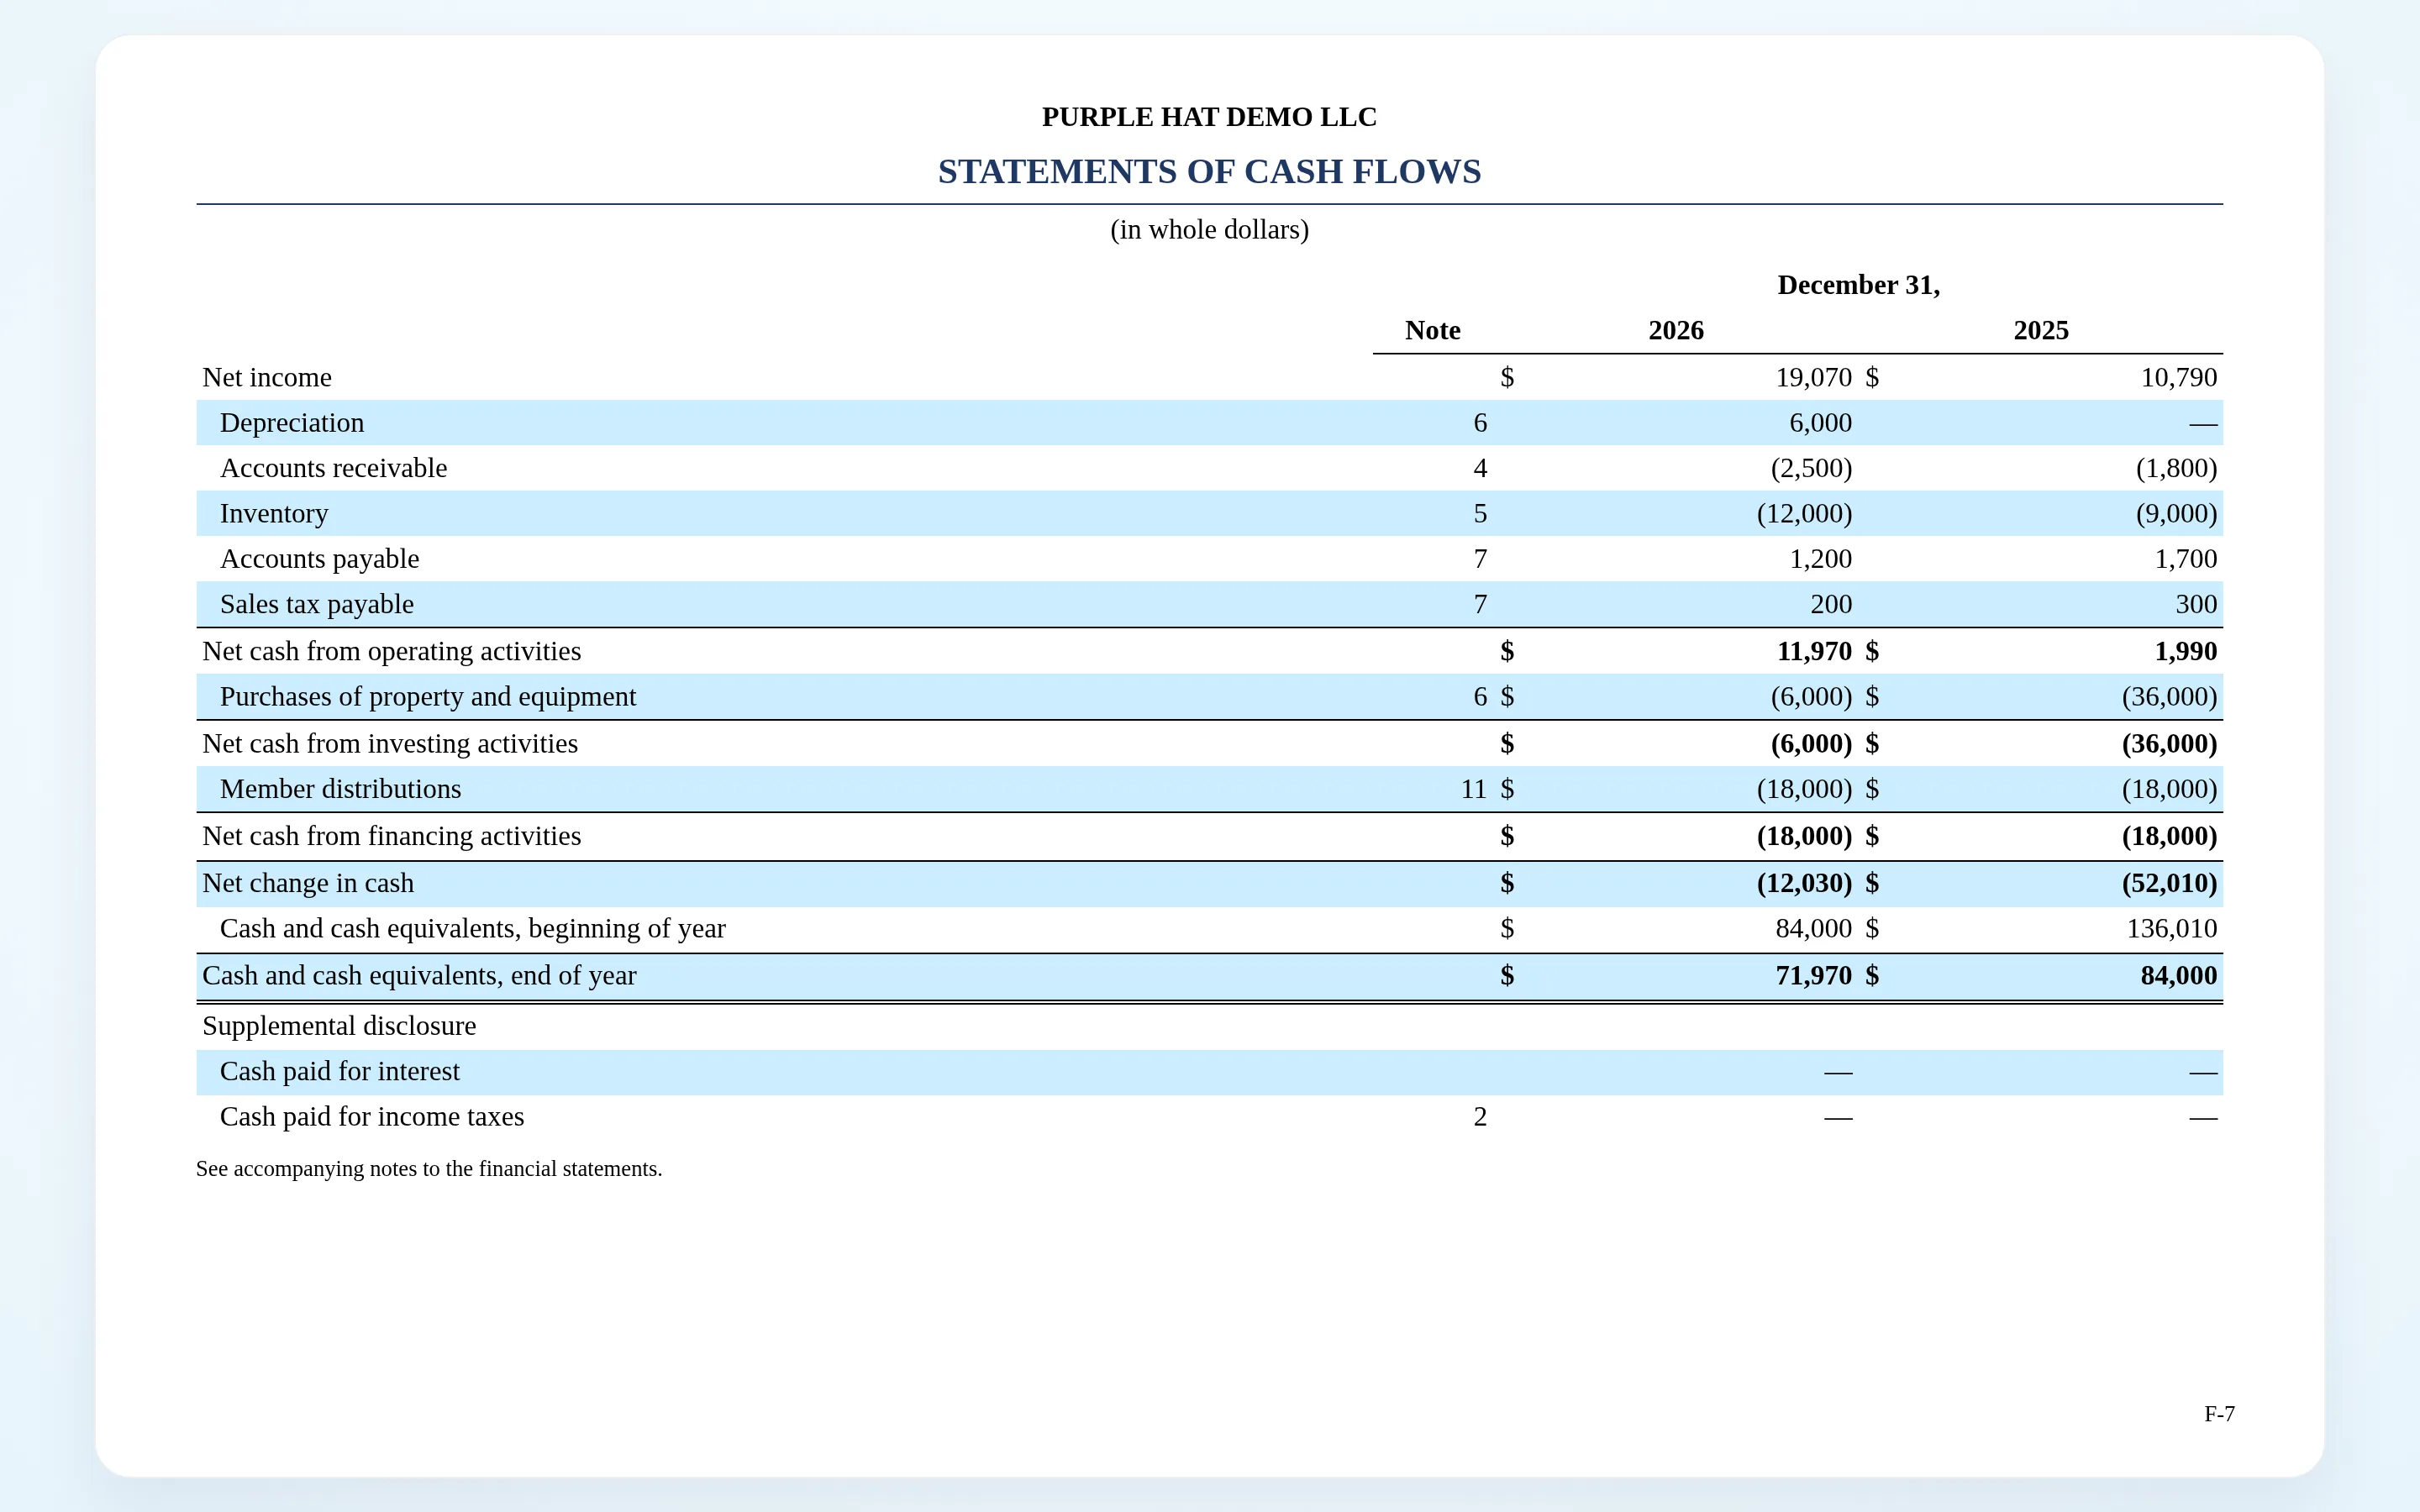 PURPLE HAT DEMO LLC
STATEMENTS OF CASH FLOWS
(in whole dollars)
December 31,
Note 2026 2025
Net income $ 19,070 $ 10,790
Depreciation 6 6,000 —
Accounts receivable 4 (2,500) (1,800)
Inventory 5 (12,000) (9,000)
Accounts payable 7 1,200 1,700
Sales tax payable 7 200 300
Net cash from operating activities $ 11,970 $ 1,990
Purchases of property and equipment 6 $ (6,000) $ (36,000)
Net cash from investing activities $ (6,000) $ (36,000)
Member distributions 11 $ (18,000) $ (18,000)
Net cash from financing activities $ (18,000) $ (18,000)
Net change in cash $ (12,030) $ (52,010)
Cash and cash equivalents, beginning of year $ 84,000 $ 136,010
Cash and cash equivalents, end of year $ 71,970 $ 84,000
Supplemental disclosure
Cash paid for interest — —
Cash paid for income taxes 2 — —
See accompanying notes to the financial statements.
F-7